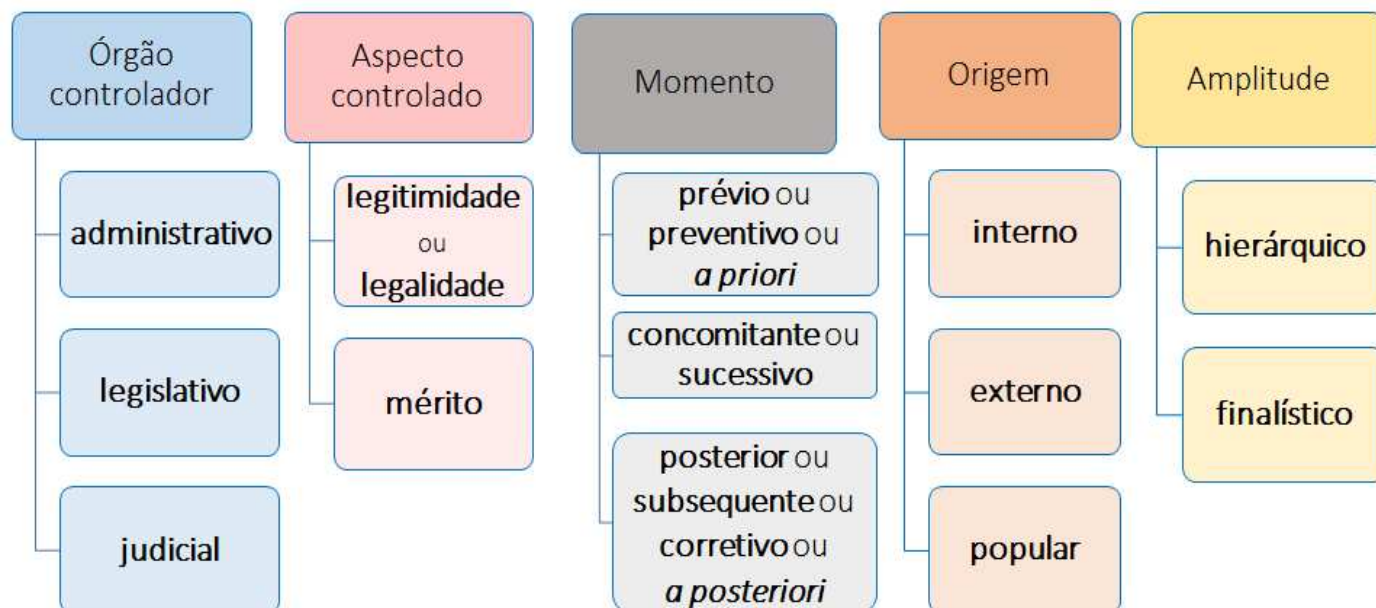 Órgão
controlador
administrativo
legislativo
judicial
Aspecto
controlado
legitimidade
ou
legalidade
mérito
Momento
prévio ou
preventivo ou
a priori
concomitante ou
sucessivo
posterior ou
subsequente ou
corretivo ou
a posteriori
Origem
interno
externo
popular
Amplitude
hierárquico
finalístico